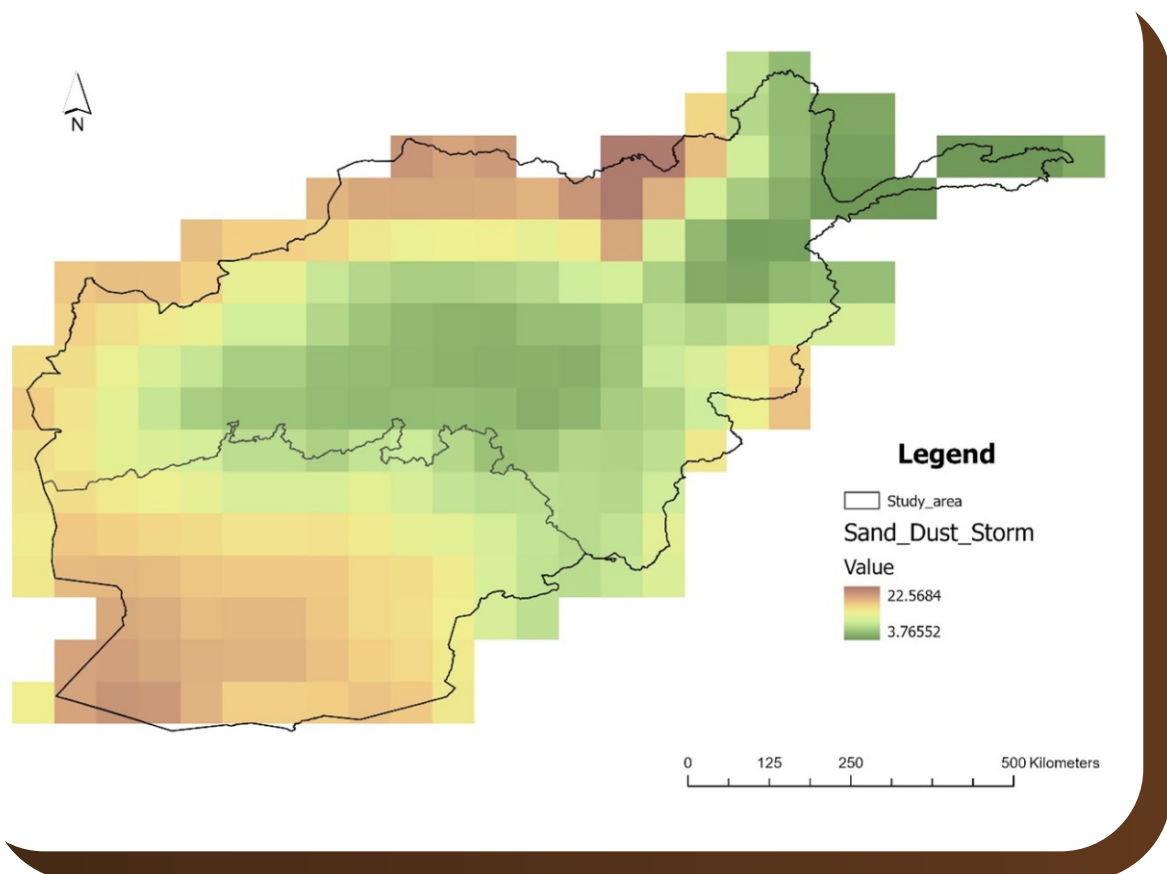 N
Legend
Study_area
Sand_Dust_Storm
Value
22.5684
3.76552
0 125 250 500 Kilometers